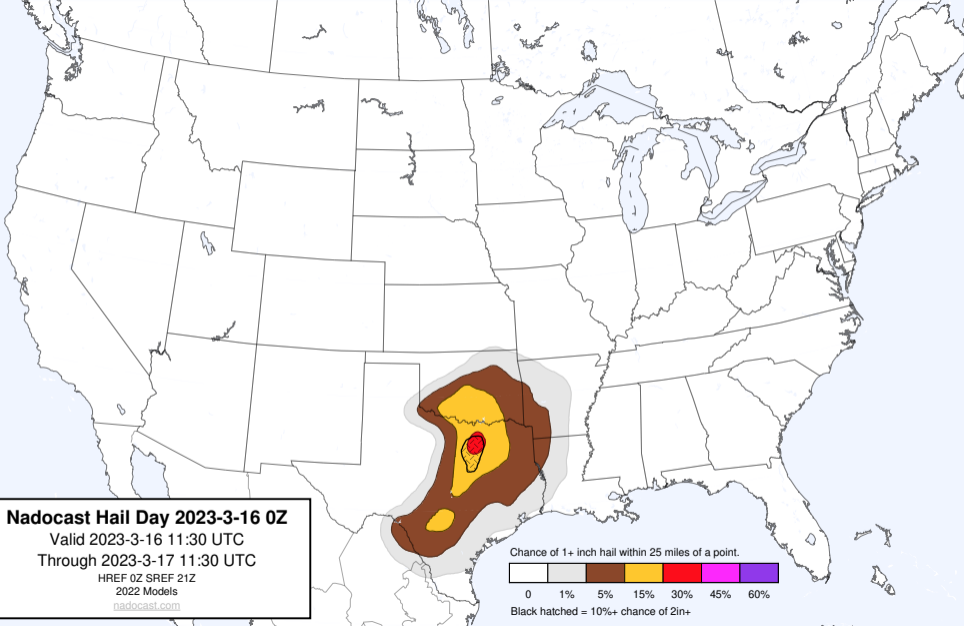 Nadocast Hail Day 2023-3-16 0Z
Valid 2023-3-16 11:30 UTC
Through 2023-3-17 11:30 UTC
HREF 0Z SREF 21Z
2022 Models
nadocast.com
Chance of 1+ inch hail within 25 miles of a point.
0 1% 5% 15% 30% 45% 60%
Black hatched = 10%+ chance of 2in+